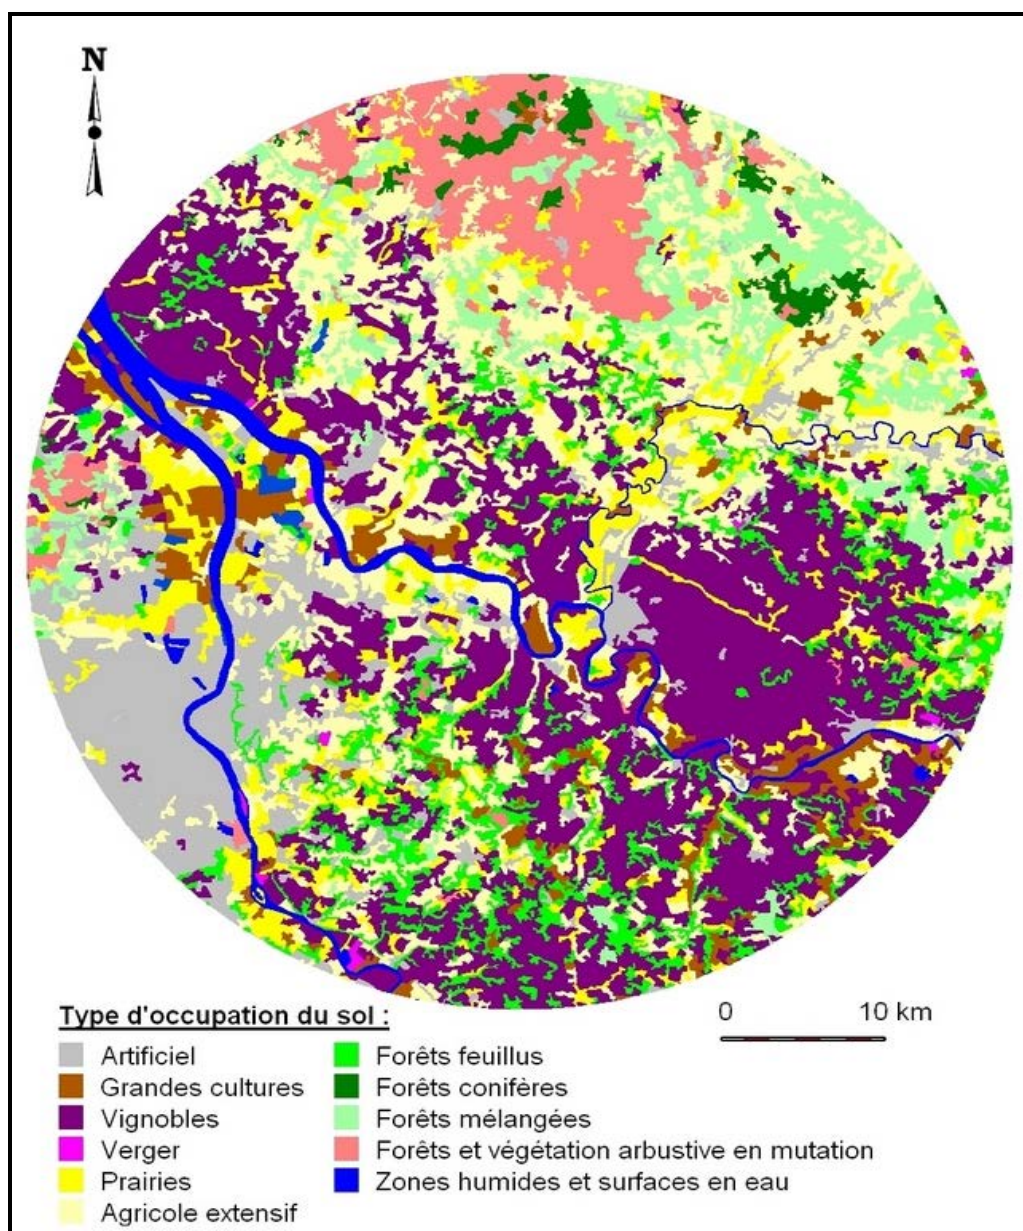 N
0 10 km
Type d'occupation du sol :
Artificiel
Grandes cultures
Vignobles
Verger
Prairies
Agricole extensif
Forêts feuillus
Forêts conifères
Forêts mélangées
Forêts et végétation arbustive en mutation
Zones humides et surfaces en eau